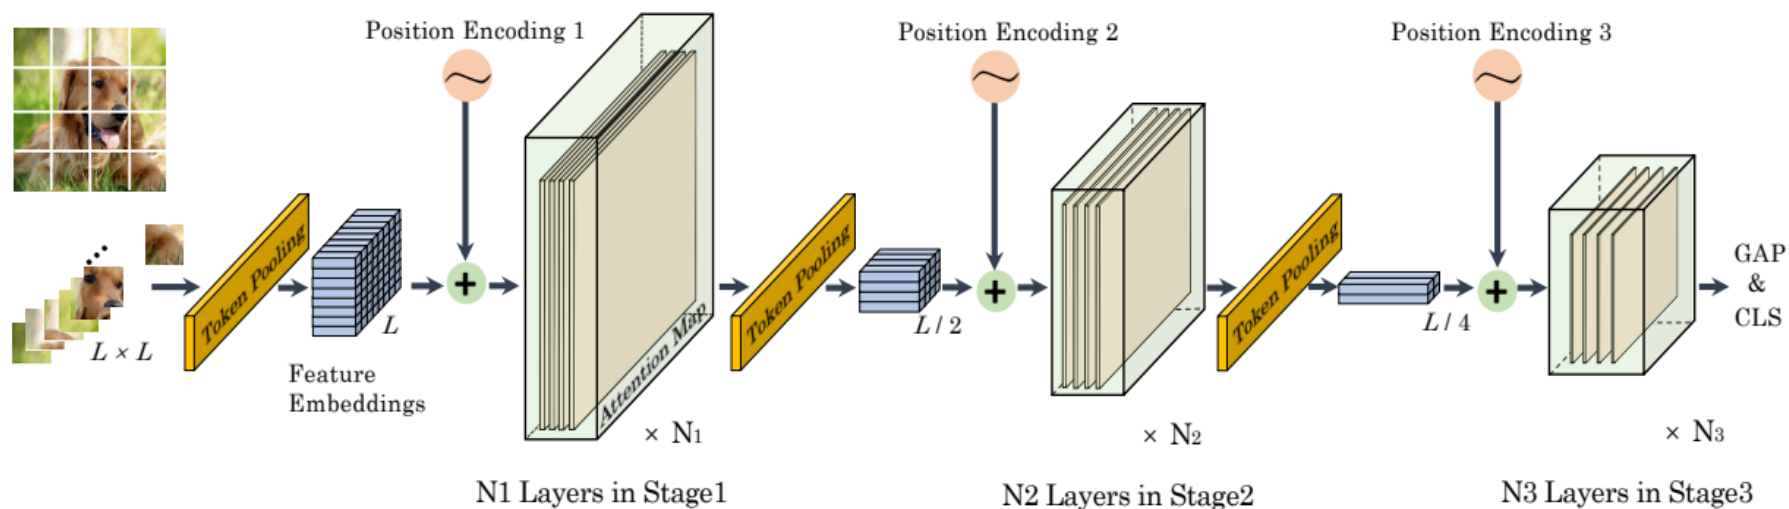 Position Encoding 1
Position Encoding 2
Position Encoding 3
Token Pooling
L
L × L
Feature
Embeddings
+
Attention Map
× N1
Token Pooling
L / 2
+
× N2
Token Pooling
L / 4
+
× N3
GAP
&
CLS
N1 Layers in Stage1
N2 Layers in Stage2
N3 Layers in Stage3